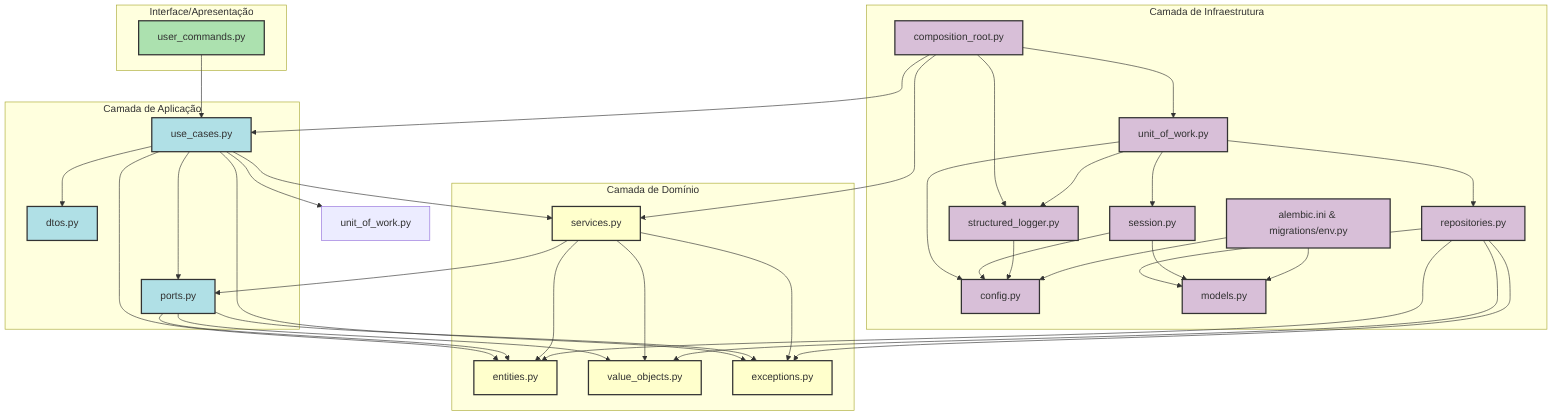 Interface/Apresentação
user_commands.py
Camada de Infraestrutura
composition_root.py
Camada de Aplicação
use_cases.py
unit_of_work.py
Camada de Domínio
dtos.py
unit_of_work.py
services.py
structured_logger.py
session.py
alembic.ini &
migrations/env.py
repositories.py
ports.py
config.py
models.py
entities.py
value_objects.py
exceptions.py